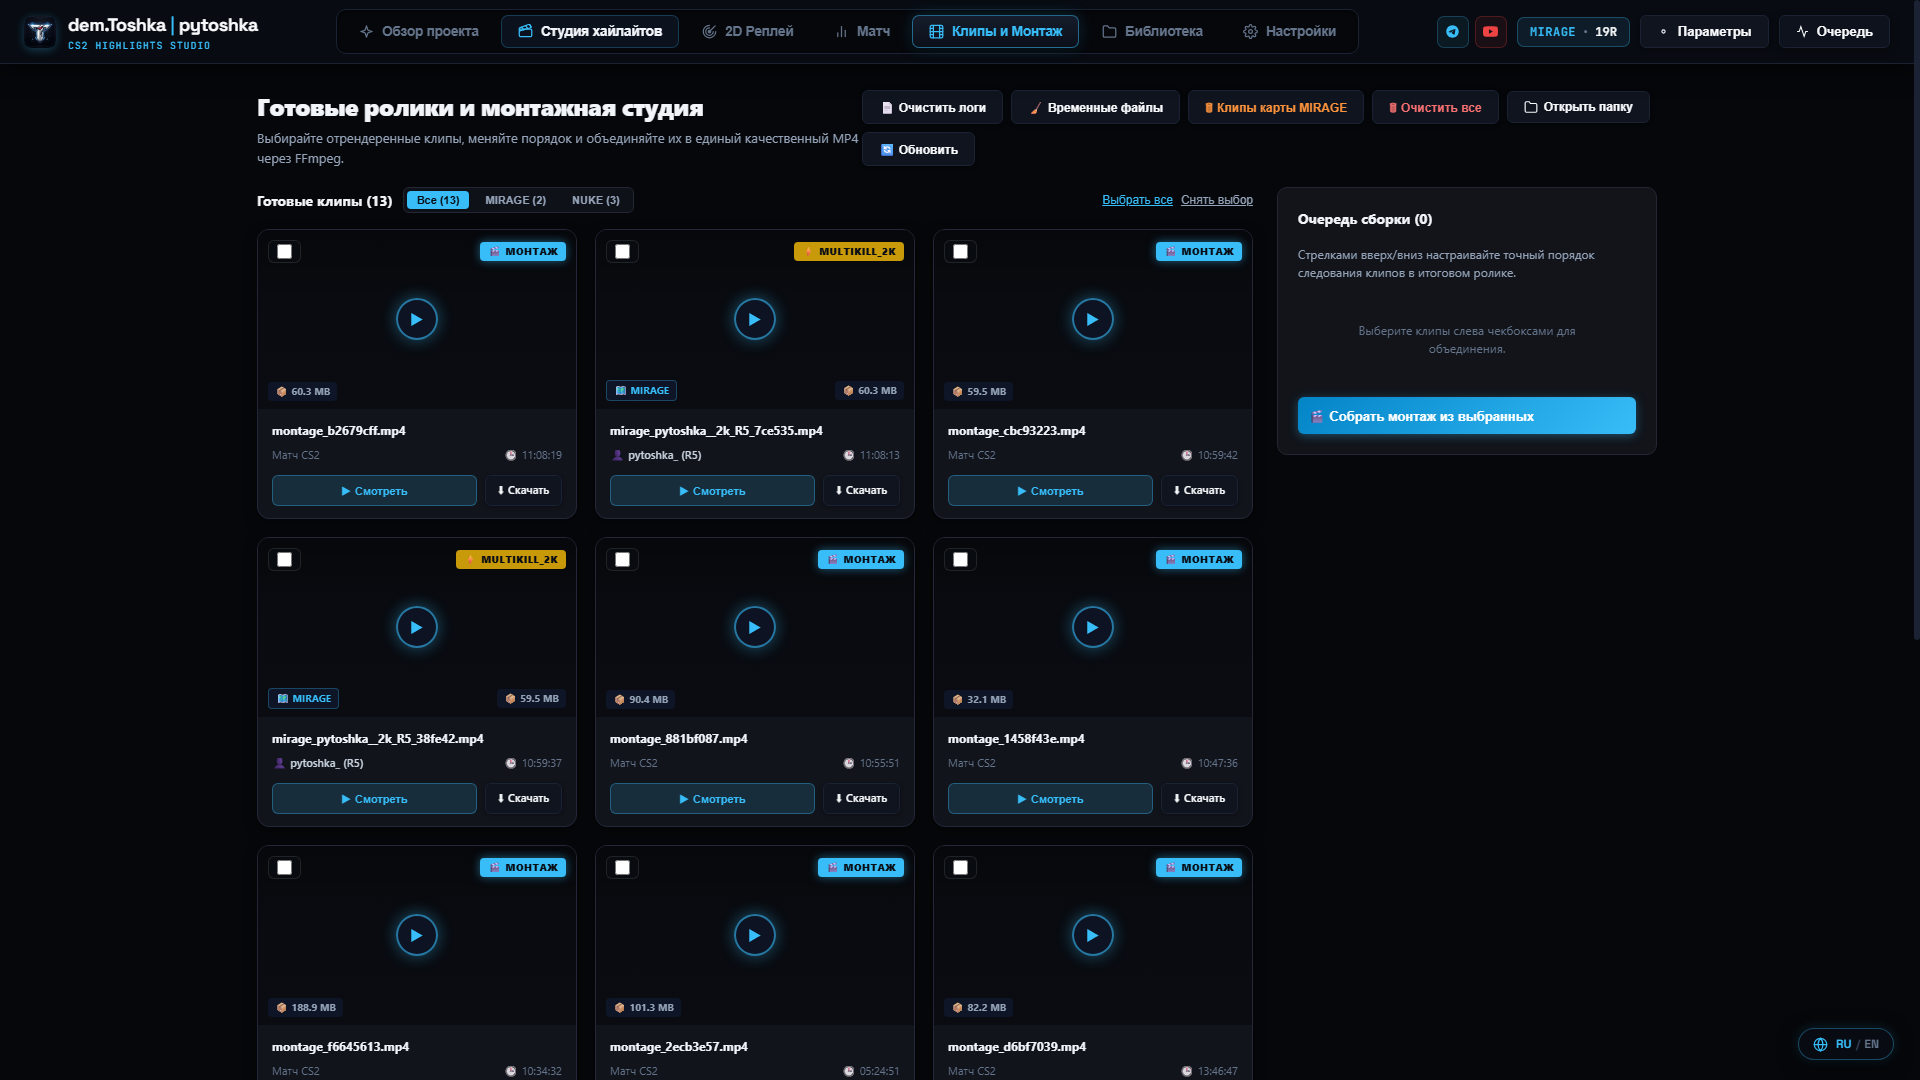 dem.Toshka | pytoshka
CS2 HIGHLIGHTS STUDIO
Обзор проекта
Студия хайлайтов
2D Реплей
Матч
Клипы и Монтаж
Библиотека
Настройки
MIRAGE • 19R
Параметры
Очередь
Готовые ролики и монтажная студия
Выбирайте отрендеренные клипы, меняйте порядок и объединяйте их в единый качественный MP4
через FFmpeg.
Очистить логи
Временные файлы
Клипы карты MIRAGE
Очистить все
Открыть папку
Обновить
Готовые клипы (13)
Все (13)
MIRAGE (2)
NUKE (3)
Выбрать все
Снять выбор
МОНТАЖ
60.3 MB
montage_b2679cff.mp4
Матч CS2
11:08:19
Смотреть
Скачать
MULTIKILL_2K
MIRAGE
60.3 MB
mirage_pytoshka__2k_R5_7ce535.mp4
pytoshka_ (R5)
11:08:13
Смотреть
Скачать
МОНТАЖ
59.5 MB
montage_cbc93223.mp4
Матч CS2
10:59:42
Смотреть
Скачать
MULTIKILL_2K
MIRAGE
59.5 MB
mirage_pytoshka__2k_R5_38fe42.mp4
pytoshka_ (R5)
10:59:37
Смотреть
Скачать
МОНТАЖ
90.4 MB
montage_881bf087.mp4
Матч CS2
10:55:51
Смотреть
Скачать
МОНТАЖ
32.1 MB
montage_1458f43e.mp4
Матч CS2
10:47:36
Смотреть
Скачать
МОНТАЖ
188.9 MB
montage_f6645613.mp4
Матч CS2
10:34:32
МОНТАЖ
101.3 MB
montage_2ecb3e57.mp4
Матч CS2
05:24:51
МОНТАЖ
82.2 MB
montage_d6bf7039.mp4
Матч CS2
13:46:47
Очередь сборки (0)
Стрелками вверх/вниз настраивайте точный порядок
следования клипов в итоговом ролике.
Выберите клипы слева чекбоксами для
объединения.
Собрать монтаж из выбранных
RU / EN